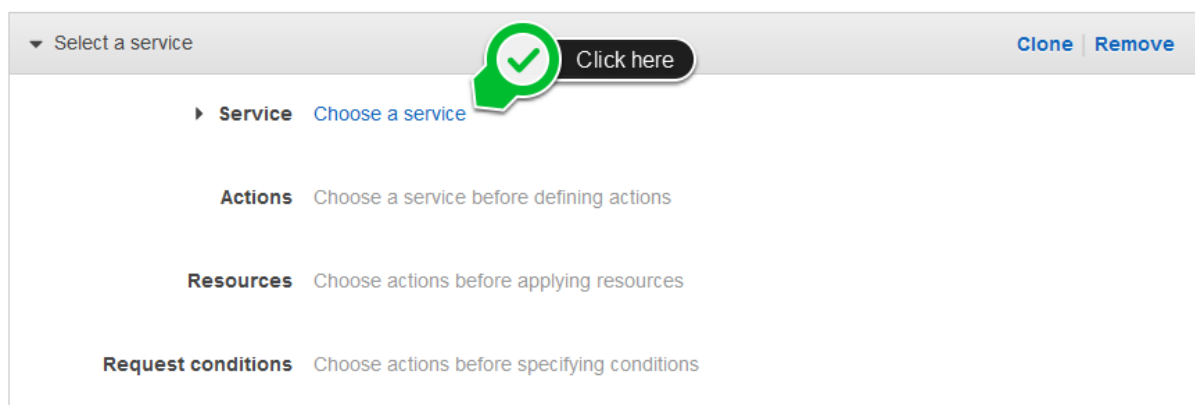 Select a service
Clone Remove
Click here
Service Choose a service
Actions Choose a service before defining actions
Resources Choose actions before applying resources
Request conditions Choose actions before specifying conditions